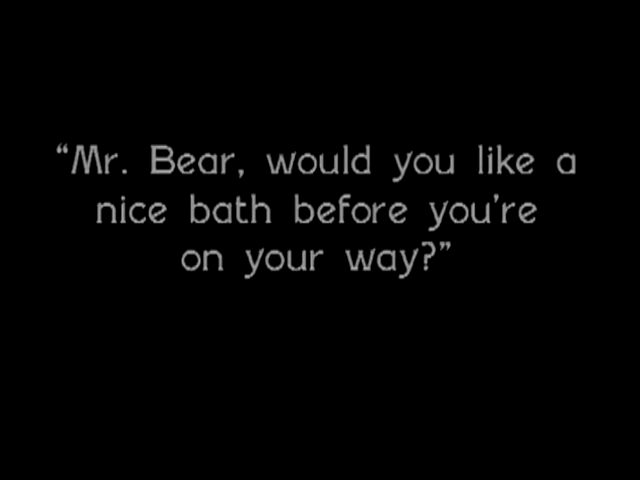 “Mr. Bear, would you like a
nice bath before you’re
on your way?”